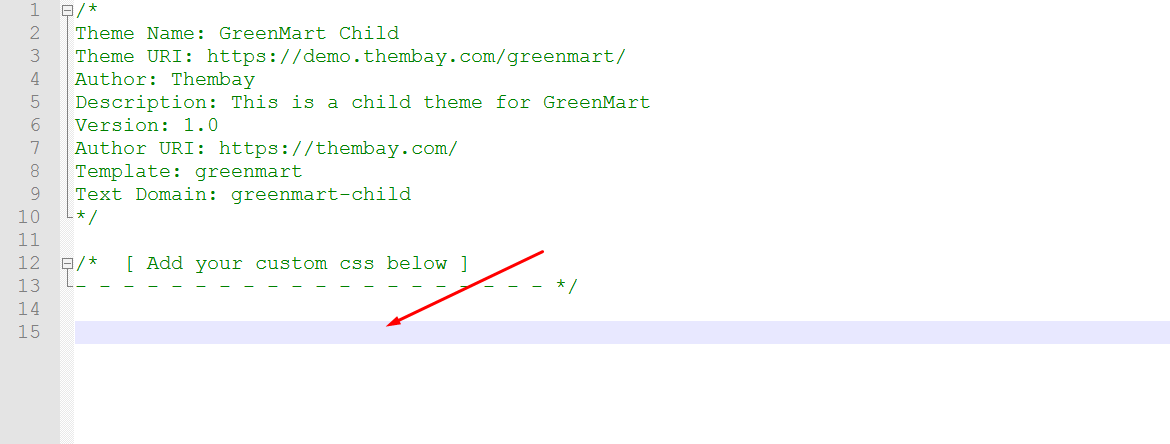 1 /*
2 Theme Name: GreenMart Child
3 Theme URI: https://demo.thembay.com/greenmart/
4 Author: Thembay
5 Description: This is a child theme for GreenMart
6 Version: 1.0
7 Author URI: https://thembay.com/
8 Template: greenmart
9 Text Domain: greenmart-child
10 */
11
12 /*  [ Add your custom css below ]
13 - - - - - - - - - - - - - - - - - - - - */
14
15